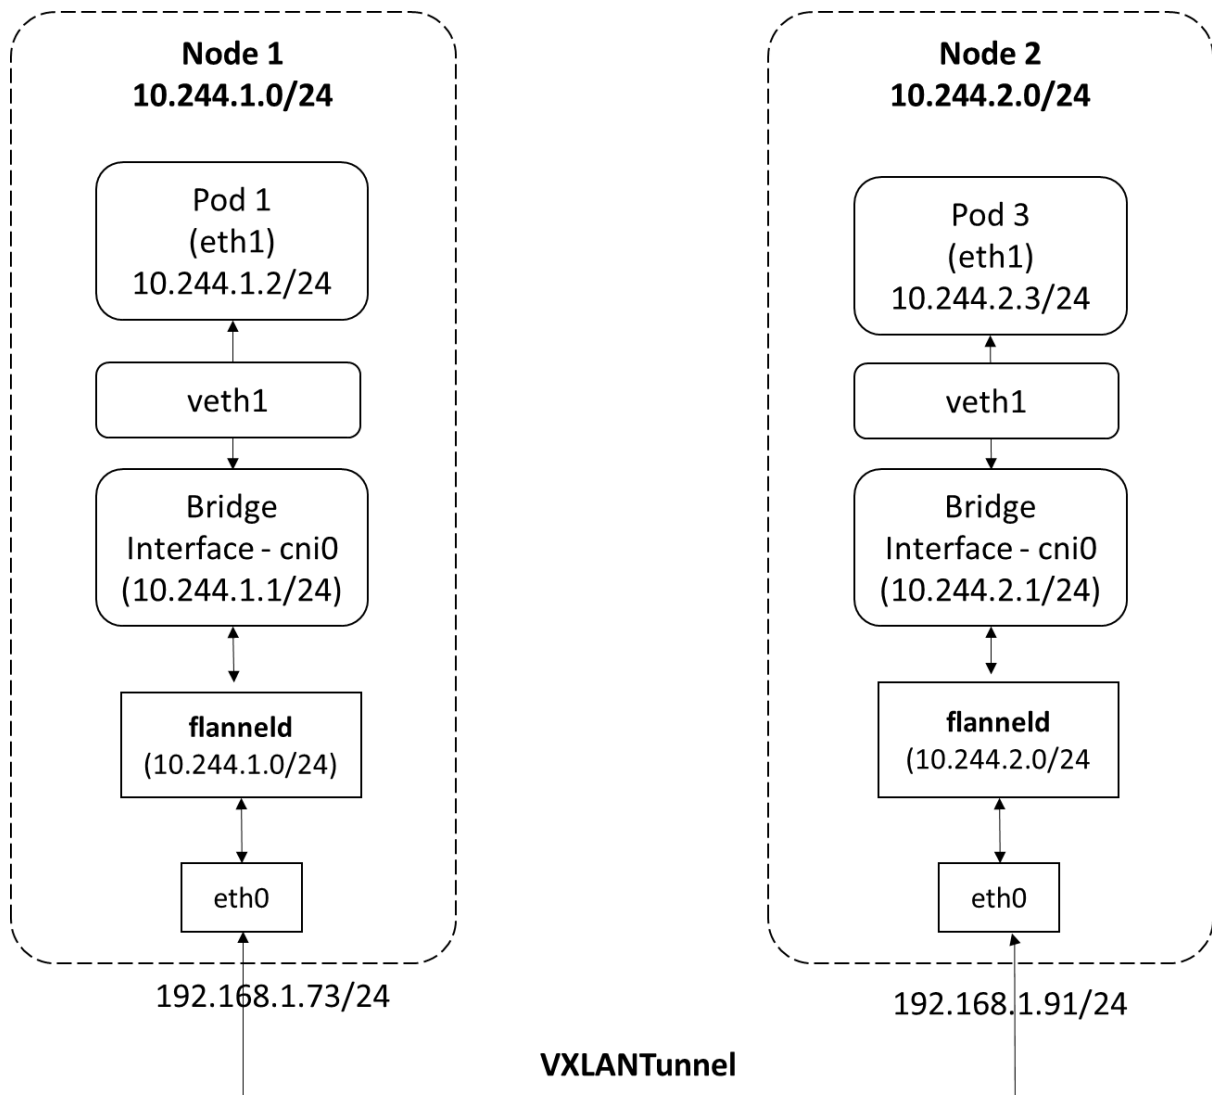 Node 1
10.244.1.0/24
Pod 1
(eth1)
10.244.1.2/24
veth1
Bridge
Interface - cni0
(10.244.1.1/24)
flanneld
(10.244.1.0/24)
eth0
192.168.1.73/24
Node 2
10.244.2.0/24
Pod 3
(eth1)
10.244.2.3/24
veth1
Bridge
Interface - cni0
(10.244.2.1/24)
flanneld
(10.244.2.0/24
eth0
192.168.1.91/24
VXLANTunnel